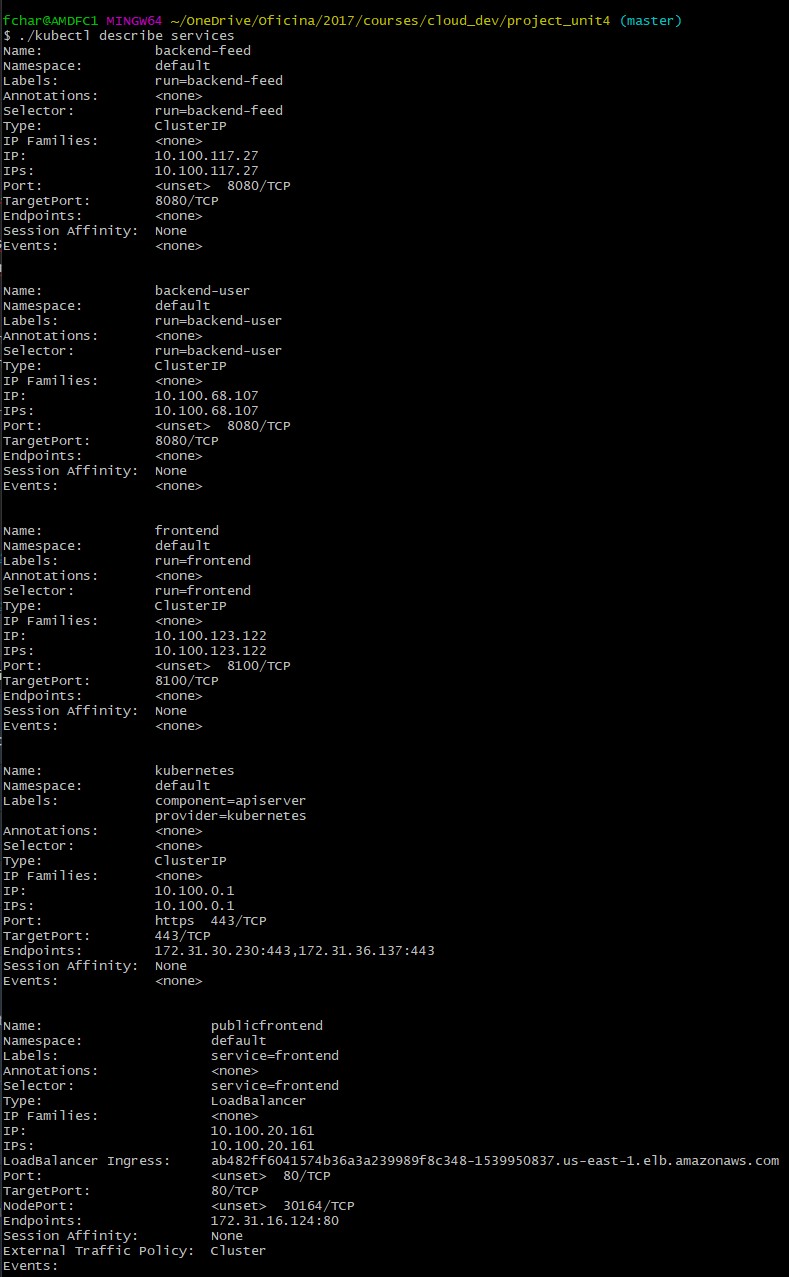 fchar@AMDFC1 MINGW64 ~/OneDrive/Oficina/2017/courses/cloud_dev/project_unit4 (master)
$ ./kubectl describe services
Name:              backend-feed
Namespace:         default
Labels:            run=backend-feed
Annotations:       <none>
Selector:          run=backend-feed
Type:              ClusterIP
IP Families:       <none>
IP:                10.100.117.27
IPs:               10.100.117.27
Port:              <unset>  8080/TCP
TargetPort:        8080/TCP
Endpoints:         <none>
Session Affinity:  None
Events:            <none>
Name:              backend-user
Namespace:         default
Labels:            run=backend-user
Annotations:       <none>
Selector:          run=backend-user
Type:              ClusterIP
IP Families:       <none>
IP:                10.100.68.107
IPs:               10.100.68.107
Port:              <unset>  8080/TCP
TargetPort:        8080/TCP
Endpoints:         <none>
Session Affinity:  None
Events:            <none>
Name:              frontend
Namespace:         default
Labels:            run=frontend
Annotations:       <none>
Selector:          run=frontend
Type:              ClusterIP
IP Families:       <none>
IP:                10.100.123.122
IPs:               10.100.123.122
Port:              <unset>  8100/TCP
TargetPort:        8100/TCP
Endpoints:         <none>
Session Affinity:  None
Events:            <none>
Name:              kubernetes
Namespace:         default
Labels:            component=apiserver
                   provider=kubernetes
Annotations:       <none>
Selector:          <none>
Type:              ClusterIP
IP Families:       <none>
IP:                10.100.0.1
IPs:               10.100.0.1
Port:              https  443/TCP
TargetPort:        443/TCP
Endpoints:         172.31.30.230:443,172.31.36.137:443
Session Affinity:  None
Events:            <none>
Name:                     publicfrontend
Namespace:                default
Labels:                   service=frontend
Annotations:              <none>
Selector:                 service=frontend
Type:                     LoadBalancer
IP Families:              <none>
IP:                       10.100.20.161
IPs:                      10.100.20.161
LoadBalancer Ingress:     ab482ff6041574b36a3a239989f8c348-1539950837.us-east-1.elb.amazonaws.com
Port:                     <unset>  80/TCP
TargetPort:               80/TCP
NodePort:                 <unset>  30164/TCP
Endpoints:                172.31.16.124:80
Session Affinity:         None
External Traffic Policy:  Cluster
Events: